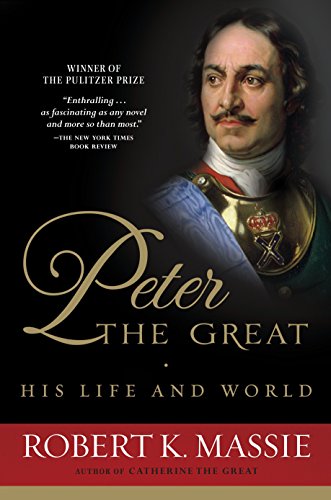 WINNER OF
THE PULITZER PRIZE
“Enthralling . . .
as fascinating as any novel
and more so than most.”
—THE NEW YORK TIMES
BOOK REVIEW
Peter
THE GREAT
HIS LIFE AND WORLD
ROBERT K. MASSIE
AUTHOR OF CATHERINE THE GREAT